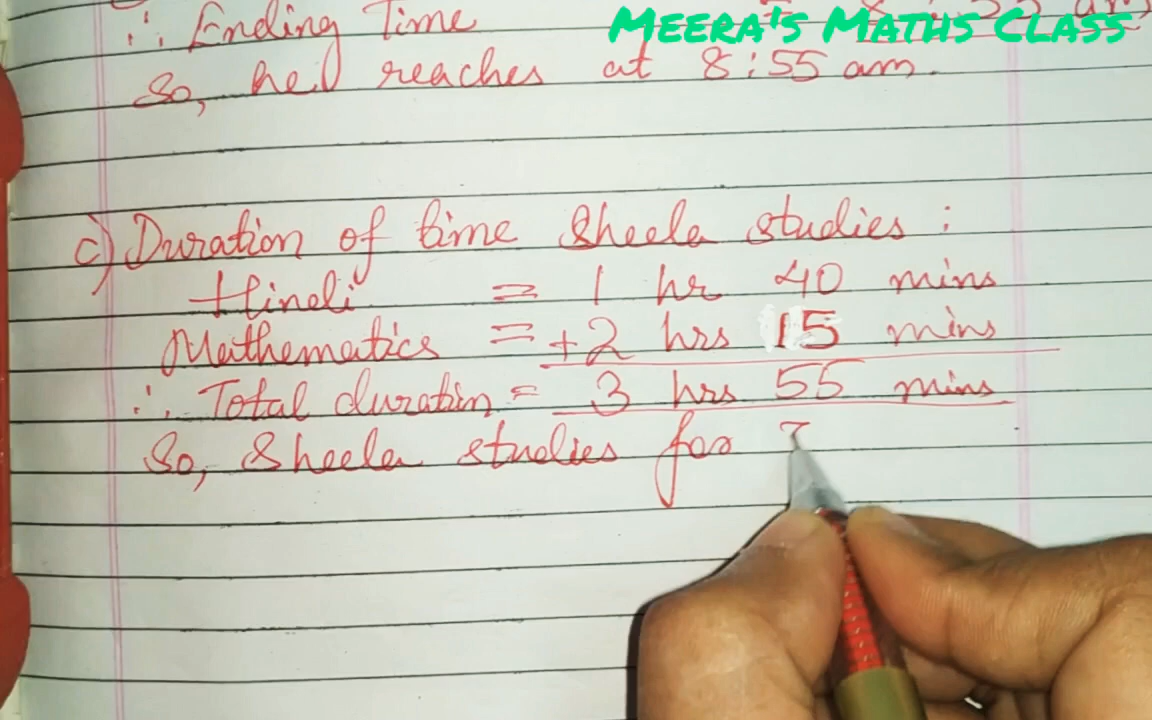 MEERA'S MATHS CLASS
∴ Ending Time
So, he reaches at 8:55 am.
c) Duration of time Sheela studies :
Hindi = 1 hr 40 mins
Mathematics = +2 hrs 15 mins
∴ Total duration = 3 hrs 55 mins
So, Sheela studies for